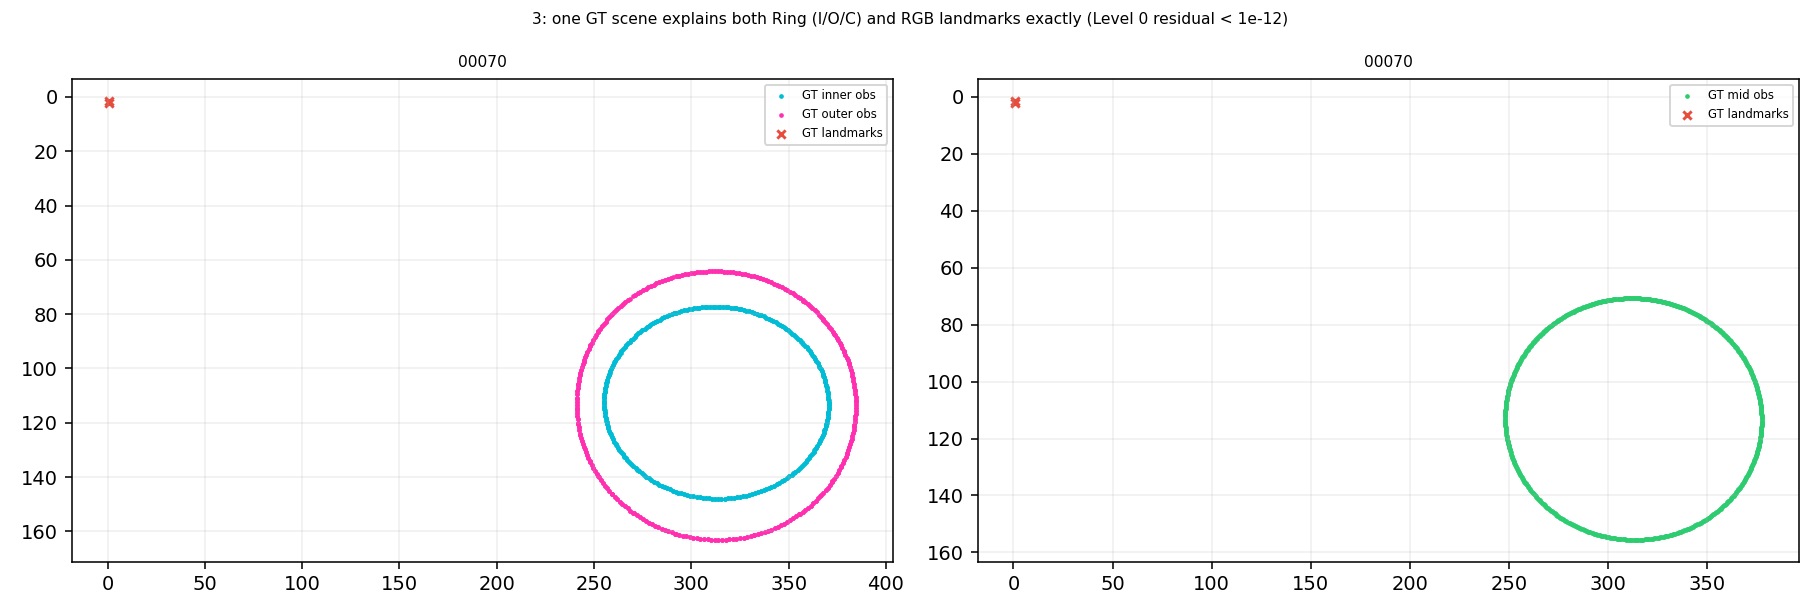 3: one GT scene explains both Ring (I/O/C) and RGB landmarks exactly (Level 0 residual < 1e-12)
00070
GT inner obs
GT outer obs
GT landmarks
0
20
40
60
80
100
120
140
160
0 50 100 150 200 250 300 350 400
00070
GT mid obs
GT landmarks
0
20
40
60
80
100
120
140
160
0 50 100 150 200 250 300 350